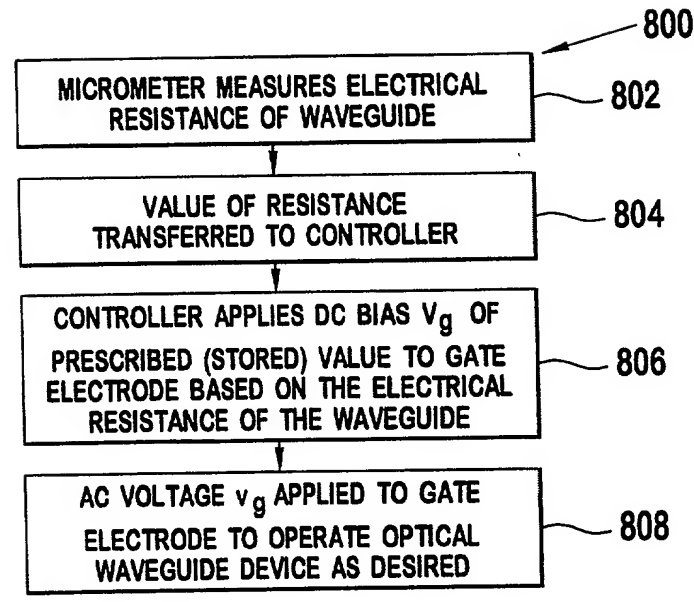 800
MICROMETER MEASURES ELECTRICAL
RESISTANCE OF WAVEGUIDE
802
VALUE OF RESISTANCE
TRANSFERRED TO CONTROLLER
804
CONTROLLER APPLIES DC BIAS Vg OF
PRESCRIBED (STORED) VALUE TO GATE
ELECTRODE BASED ON THE ELECTRICAL
RESISTANCE OF THE WAVEGUIDE
806
AC VOLTAGE vg APPLIED TO GATE
ELECTRODE TO OPERATE OPTICAL
WAVEGUIDE DEVICE AS DESIRED
808